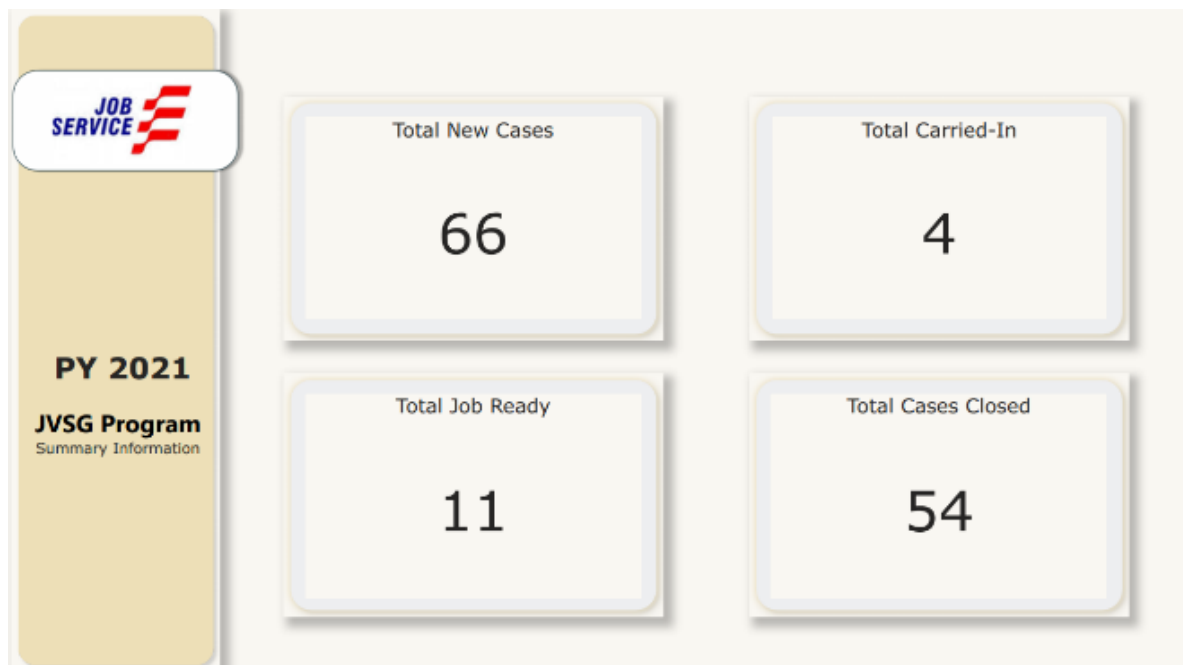 JOB
SERVICE
PY 2021
JVSG Program
Summary Information
Total New Cases
66
Total Carried-In
4
Total Job Ready
11
Total Cases Closed
54